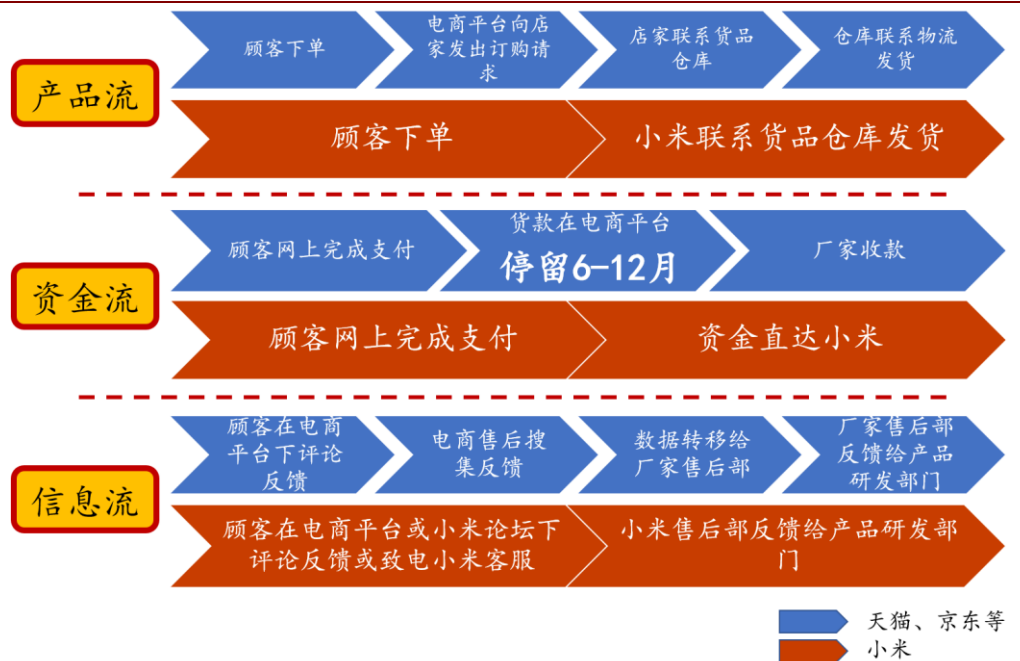 产品流
顾客下单
电商平台向店
家发出订购请
求
店家联系货品
仓库
仓库联系物流
发货
顾客下单
小米联系货品仓库发货
资金流
顾客网上完成支付
货款在电商平台
停留6-12月
厂家收款
顾客网上完成支付
资金直达小米
信息流
顾客在电商
平台下评论
反馈
电商售后搜
集反馈
数据转移给
厂家售后部
厂家售后部
反馈给产品
研发部门
顾客在电商平台或小米论坛下
评论反馈或致电小米客服
小米售后部反馈给产品研发部
门
天猫、京东等
小米